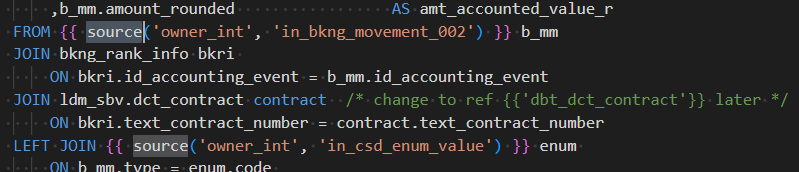 ,b_mm.amount_rounded AS amt_accounted_value_r
FROM {{ source('owner_int', 'in_bkng_movement_002') }} b_mm
JOIN bkng_rank_info bkri
ON bkri.id_accounting_event = b_mm.id_accounting_event
JOIN ldm_sbv.dct_contract contract /* change to ref {{'dbt_dct_contract'}} later */
ON bkri.text_contract_number = contract.text_contract_number
LEFT JOIN {{ source('owner_int', 'in_csd_enum_value') }} enum
ON b_mm.type = enum.code